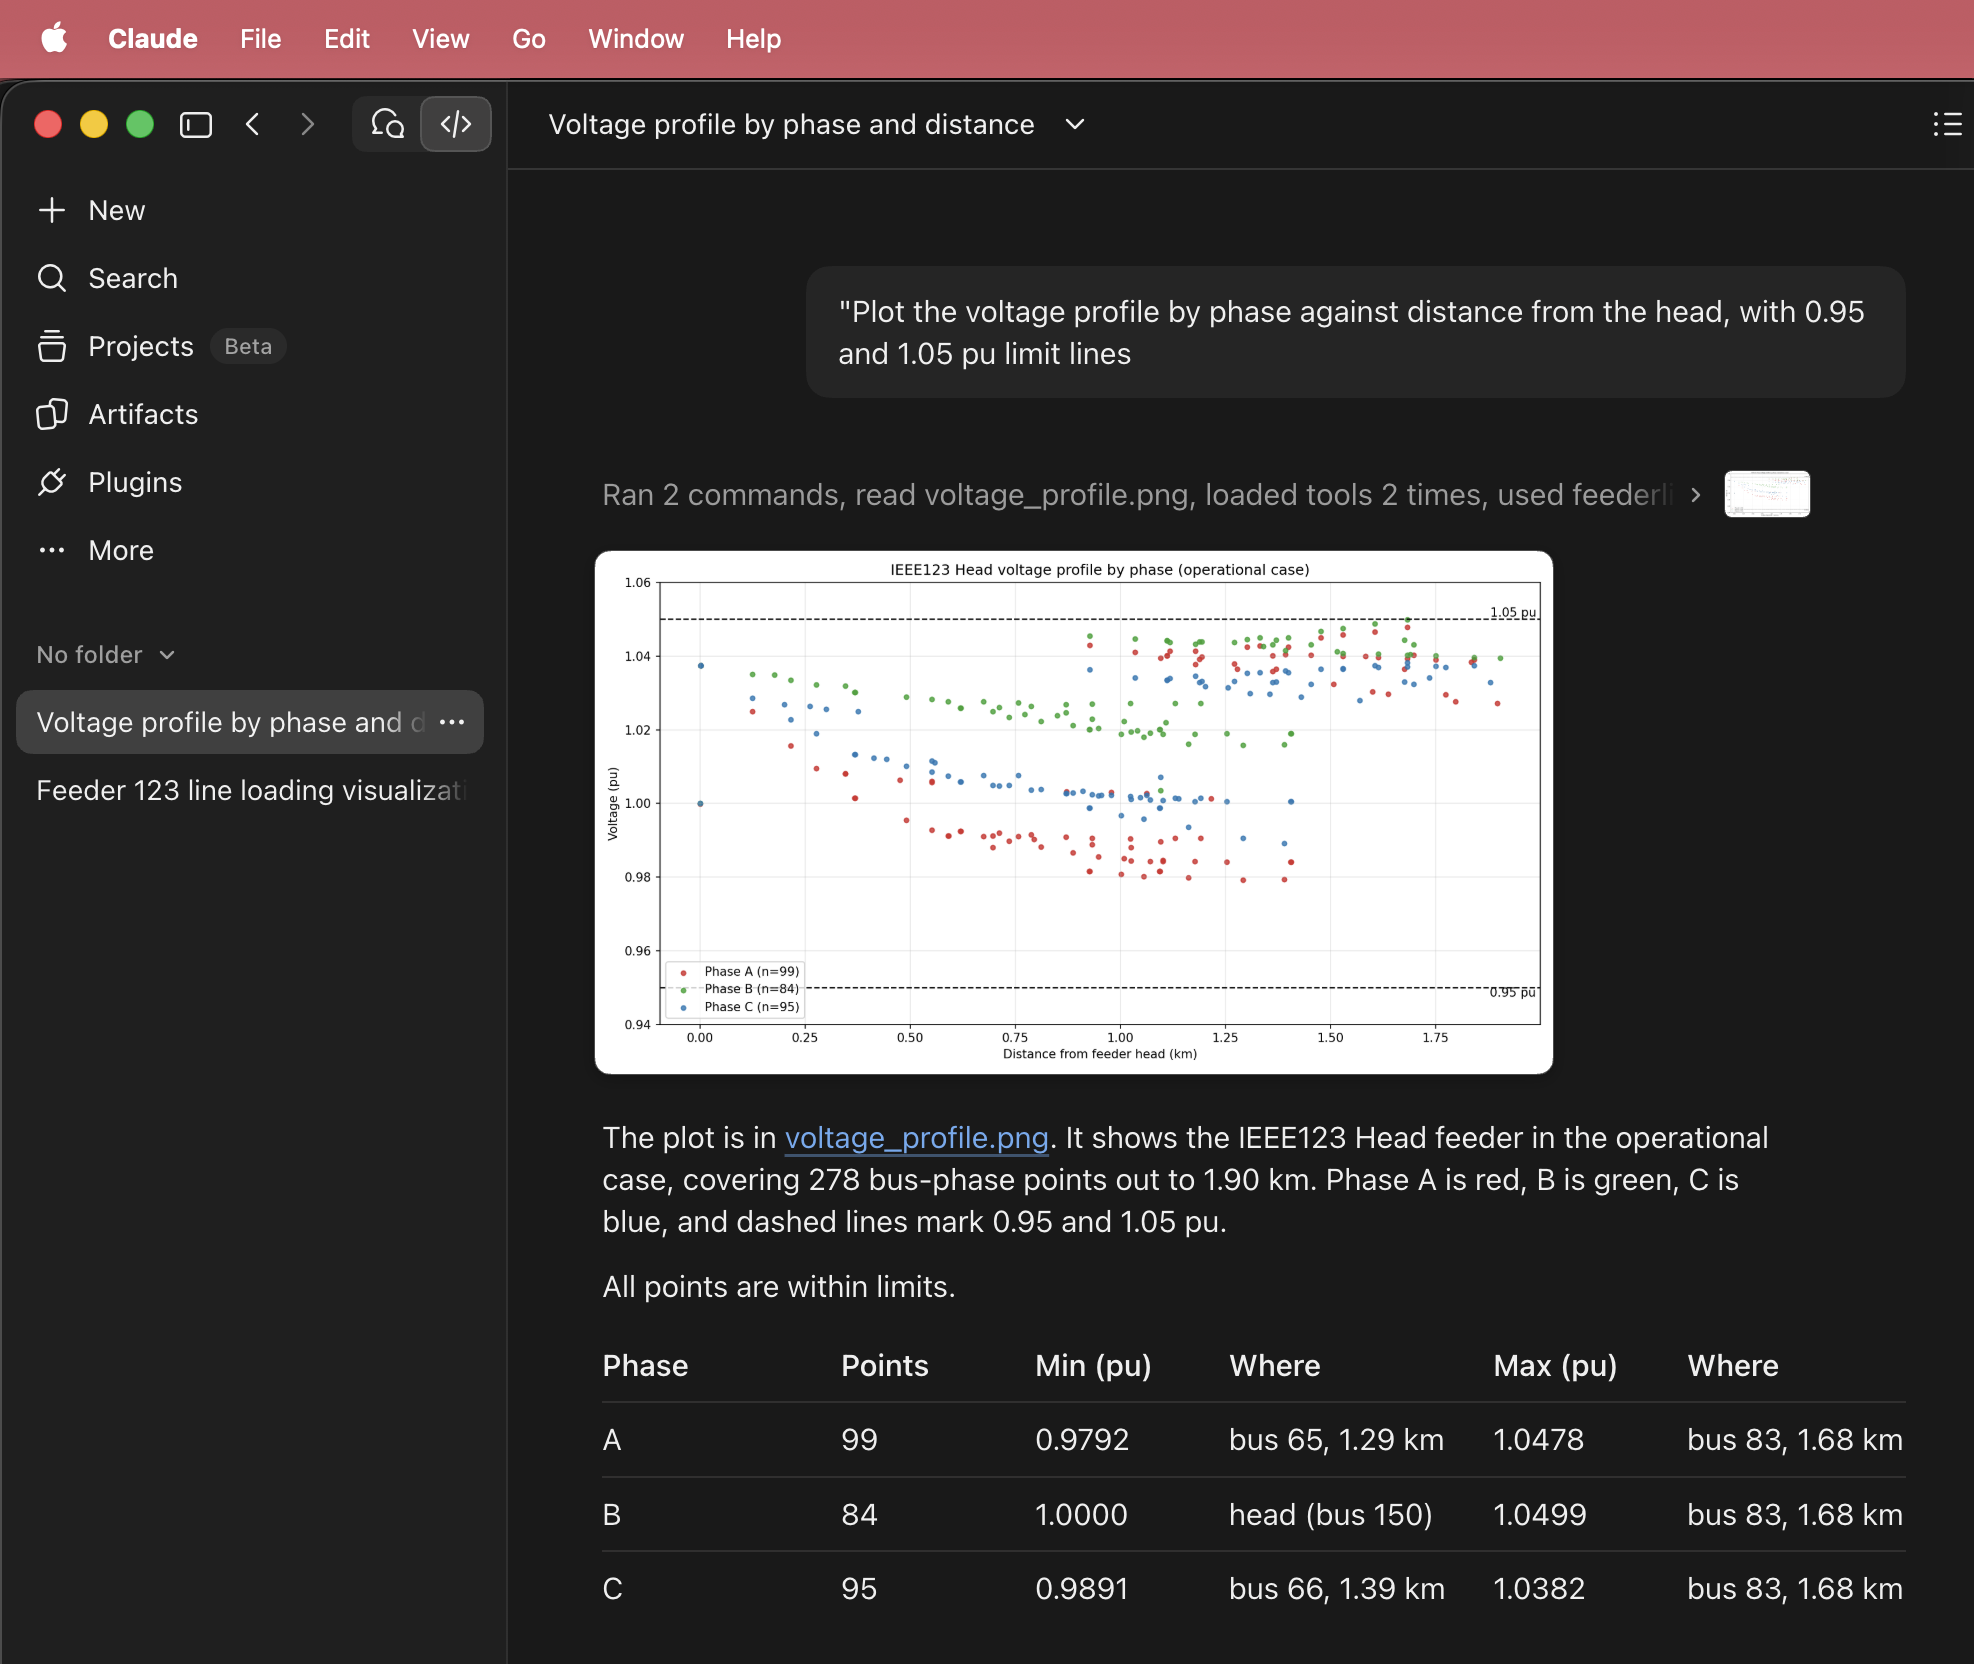 Claude File Edit View Go Window Help
Voltage profile by phase and distance
New
Search
Projects Beta
Artifacts
Plugins
More
No folder
Voltage profile by phase and d
Feeder 123 line loading visualizati
"Plot the voltage profile by phase against distance from the head, with 0.95
and 1.05 pu limit lines
Ran 2 commands, read voltage_profile.png, loaded tools 2 times, used feederli
IEEE123 Head voltage profile by phase (operational case)
1.06
1.05 pu
1.04
1.02
Voltage (pu)
1.00
0.98
0.96
Phase A (n=99)
Phase B (n=84)
Phase C (n=95)
0.95 pu
0.94
0.00 0.25 0.50 0.75 1.00 1.25 1.50 1.75
Distance from feeder head (km)
The plot is in voltage_profile.png. It shows the IEEE123 Head feeder in the operational
case, covering 278 bus-phase points out to 1.90 km. Phase A is red, B is green, C is
blue, and dashed lines mark 0.95 and 1.05 pu.
All points are within limits.
Phase Points Min (pu) Where Max (pu) Where
A 99 0.9792 bus 65, 1.29 km 1.0478 bus 83, 1.68 km
B 84 1.0000 head (bus 150) 1.0499 bus 83, 1.68 km
C 95 0.9891 bus 66, 1.39 km 1.0382 bus 83, 1.68 km